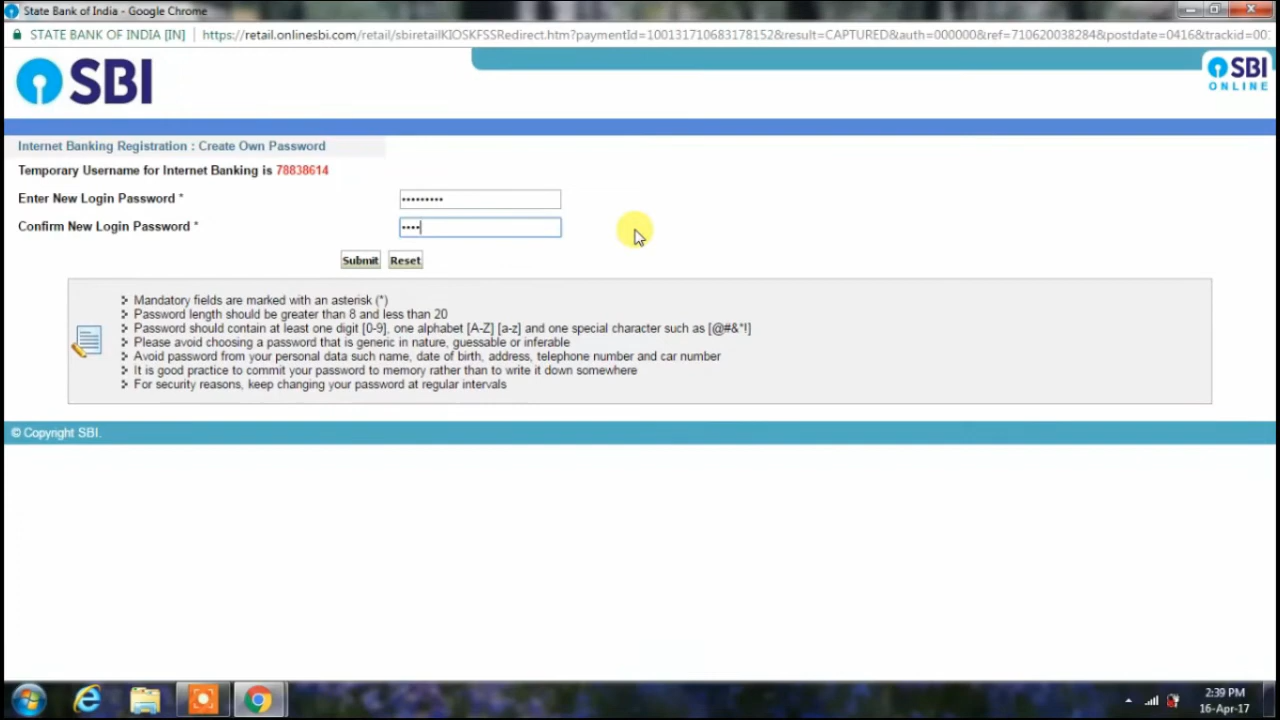 State Bank of India - Google Chrome
STATE BANK OF INDIA [IN] https://retail.onlinesbi.com/retail/sbiretailKIOSKFSSRedirect.htm?paymentId=100131710683178152&result=CAPTURED&auth=000000&ref=710620038284&postdate=0416&trackid=00
SBI
SBI
ONLINE
Internet Banking Registration : Create Own Password
Temporary Username for Internet Banking is 78838614
Enter New Login Password * •••••••••
Confirm New Login Password * ••••
Submit Reset
Mandatory fields are marked with an asterisk (*)
Password length should be greater than 8 and less than 20
Password should contain at least one digit [0-9], one alphabet [A-Z] [a-z] and one special character such as [@#&*!]
Please avoid choosing a password that is generic in nature, guessable or inferable
Avoid password from your personal data such name, date of birth, address, telephone number and car number
It is good practice to commit your password to memory rather than to write it down somewhere
For security reasons, keep changing your password at regular intervals
© Copyright SBI.
2:39 PM
16-Apr-17